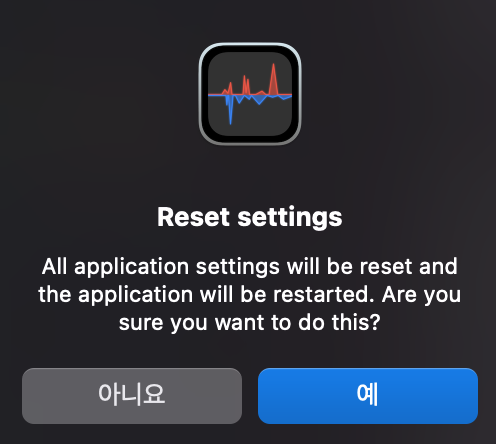 Reset settings
All application settings will be reset and
the application will be restarted. Are you
sure you want to do this?
아니요
예